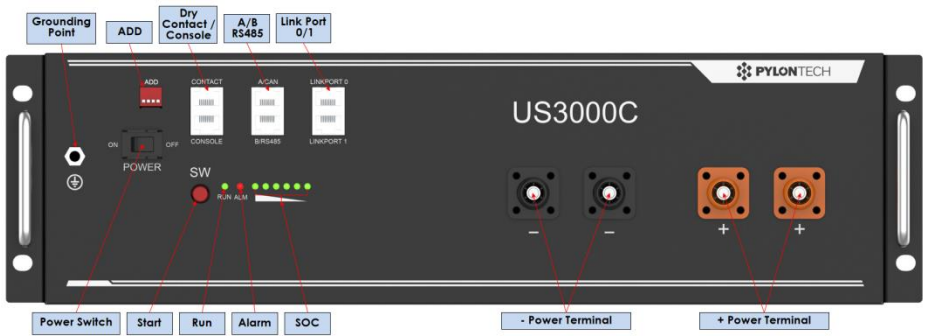 Grounding
Point
ADD
Dry
Contact /
Console
A/B
RS485
Link Port
0/1
PYLONTECH
ADD
CONTACT
A/CAN
LINKPORT 0
US3000C
ON
OFF
CONSOLE
B/RS485
LINKPORT 1
POWER
SW
RUN
ALM
−
−
+
+
Power Switch
Start
Run
Alarm
SOC
- Power Terminal
+ Power Terminal